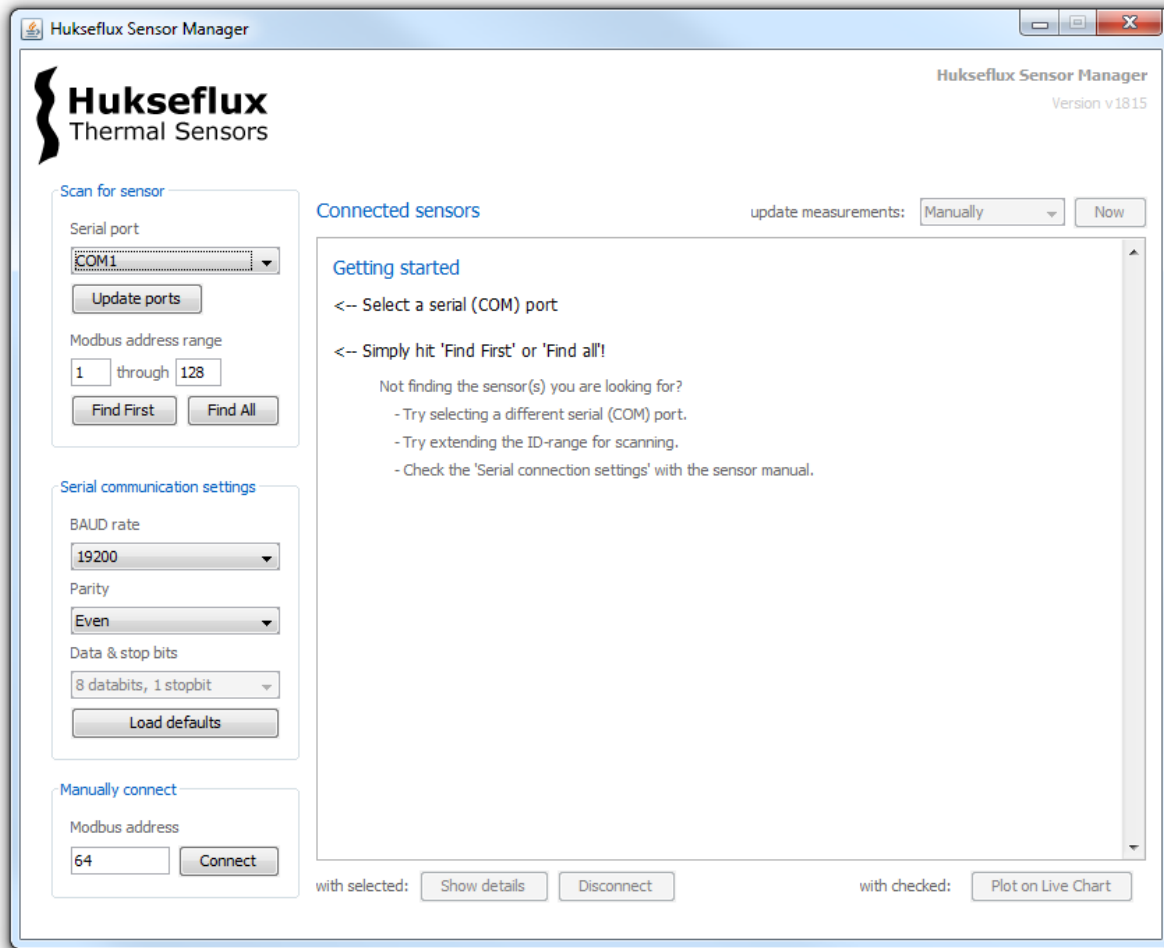 Hukseflux Sensor Manager
Hukseflux
Thermal Sensors
Hukseflux Sensor Manager
Version v1815
Scan for sensor
Serial port
COM1
Update ports
Modbus address range
1 through 128
Find First Find All
Serial communication settings
BAUD rate
19200
Parity
Even
Data & stop bits
8 databits, 1 stopbit
Load defaults
Manually connect
Modbus address
64 Connect
Connected sensors
update measurements: Manually Now
Getting started
<-- Select a serial (COM) port
<-- Simply hit 'Find First' or 'Find all'!
Not finding the sensor(s) you are looking for?
- Try selecting a different serial (COM) port.
- Try extending the ID-range for scanning.
- Check the 'Serial connection settings' with the sensor manual.
with selected: Show details Disconnect with checked: Plot on Live Chart